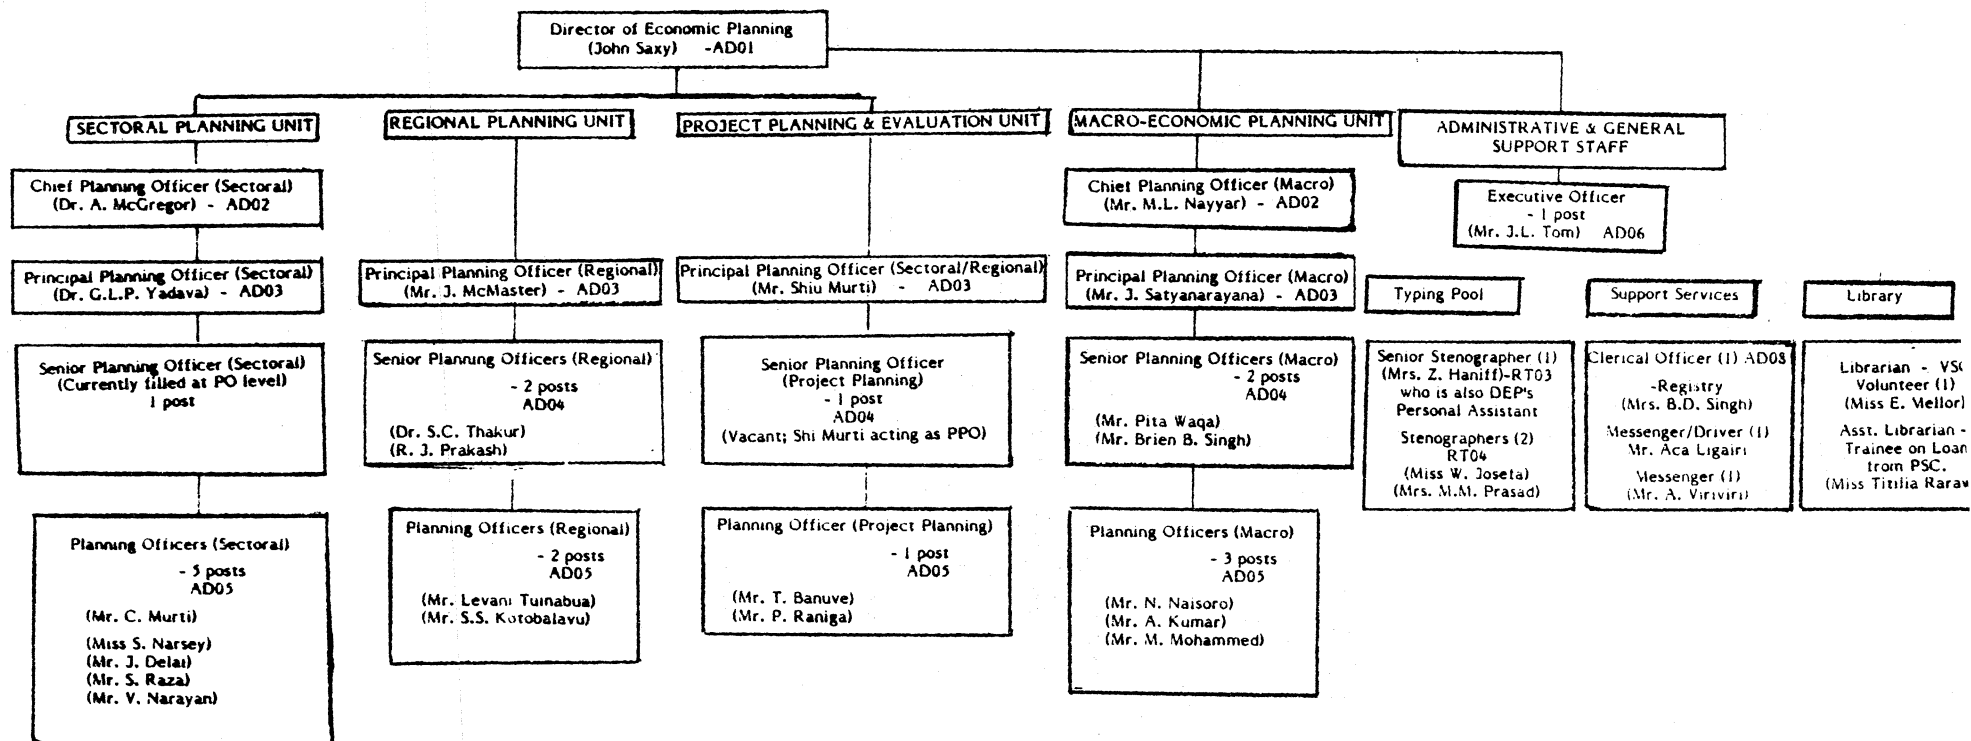 Director of Economic Planning
(John Saxy) -AD01
SECTORAL PLANNING UNIT
Chief Planning Officer (Sectoral)
(Dr. A. McGregor) - AD02
Principal Planning Officer (Sectoral)
(Dr. G.L.P. Yadava) - AD03
Senior Planning Officer (Sectoral)
(Currently filled at PO level)
1 post
Planning Officers (Sectoral)
- 5 posts
AD05
(Mr. C. Murti)
(Miss S. Narsey)
(Mr. J. Delai)
(Mr. S. Raza)
(Mr. V. Narayan)
REGIONAL PLANNING UNIT
Principal Planning Officer (Regional)
(Mr. J. McMaster) - AD03
Senior Planning Officers (Regional)
- 2 posts
AD04
(Dr. S.C. Thakur)
(R. J. Prakash)
Planning Officers (Regional)
- 2 posts
AD05
(Mr. Levani Tuinabua)
(Mr. S.S. Kotobalavu)
PROJECT PLANNING & EVALUATION UNIT
Principal Planning Officer (Sectoral/Regional)
(Mr. Shiu Murti) - AD03
Senior Planning Officer
(Project Planning)
- 1 post
AD04
(Vacant; Shi Murti acting as PPO)
Planning Officer (Project Planning)
- 1 post
AD05
(Mr. T. Banuve)
(Mr. P. Raniga)
MACRO-ECONOMIC PLANNING UNIT
Chief Planning Officer (Macro)
(Mr. M.L. Nayyar) - AD02
Principal Planning Officer (Macro)
(Mr. J. Satyanarayana) - AD03
Senior Planning Officers (Macro)
- 2 posts
AD04
(Mr. Pita Waqa)
(Mr. Brien B. Singh)
Planning Officers (Macro)
- 3 posts
AD05
(Mr. N. Naisoro)
(Mr. A. Kumar)
(Mr. M. Mohammed)
ADMINISTRATIVE & GENERAL
SUPPORT STAFF
Executive Officer
- 1 post
(Mr. J.L. Tom) AD06
Typing Pool
Senior Stenographer (1)
(Mrs. Z. Haniff)-RT03
who is also DEP's
Personal Assistant
Stenographers (2)
RT04
(Miss W. Joseta)
(Mrs. M.M. Prasad)
Support Services
Clerical Officer (1) AD08
-Registry
(Mrs. B.D. Singh)
Messenger/Driver (1)
Mr. Aca Ligairi
Messenger (1)
(Mr. A. Viriviri)
Library
Librarian -
Volunteer (1)
(Miss E. Mellor)
Asst. Librarian -
Trainee on Loan
from PSC.
(Miss Titilia